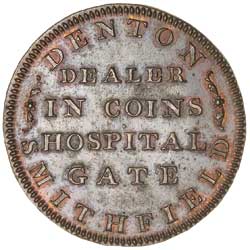 DENTON
DEALER
IN COINS
HOSPITAL
GATE
SMITHFIELD